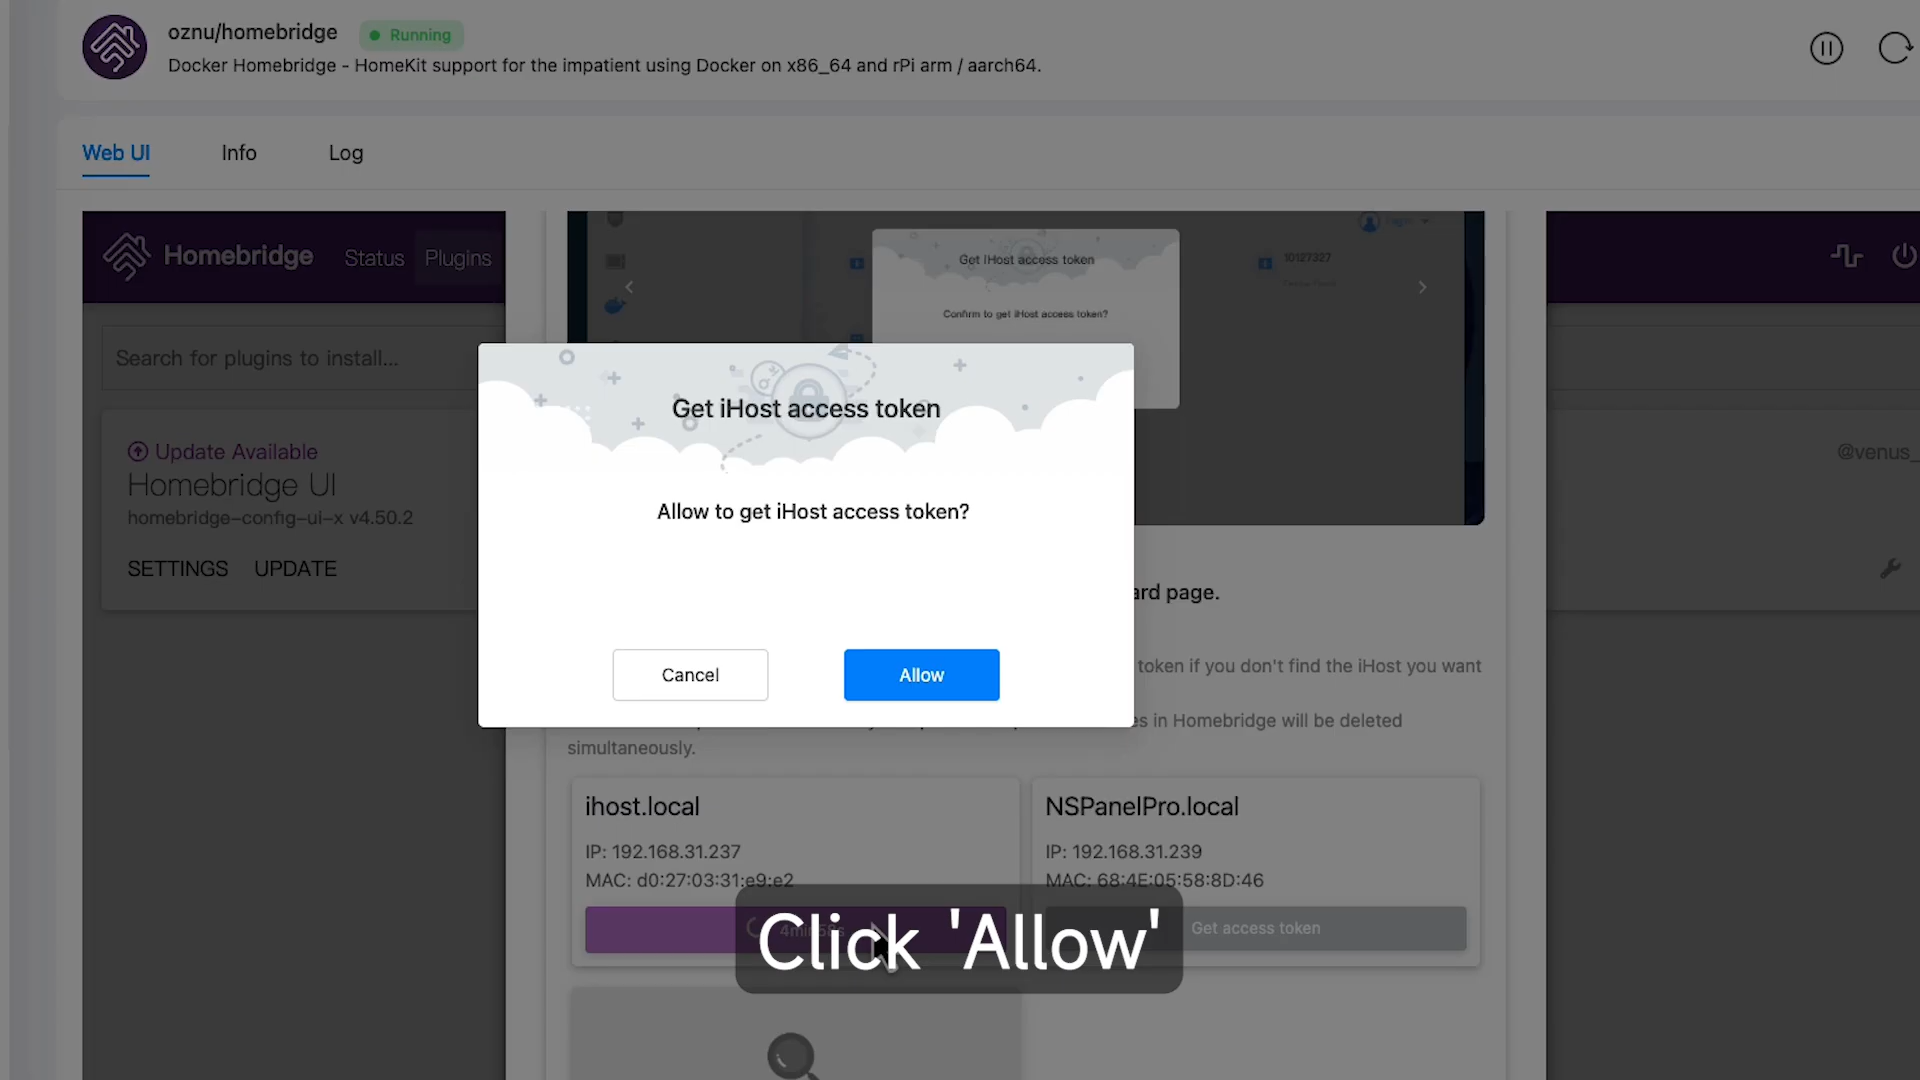 oznu/homebridge
Running
Docker Homebridge - HomeKit support for the impatient using Docker on x86_64 and rPi arm / aarch64.
Web UI
Info
Log
Homebridge
Status
Plugins
10127327
Get iHost access token
Confirm to get iHost access token?
Search for plugins to install...
Get iHost access token
Allow to get iHost access token?
Cancel
Allow
Update Available
Homebridge UI
homebridge-config-ui-x v4.50.2
SETTINGS
UPDATE
@venus_
ard page.
token if you don't find the iHost you want
es in Homebridge will be deleted
simultaneously.
ihost.local
IP: 192.168.31.237
MAC: d0:27:03:31:e9:e2
NSPanelPro.local
IP: 192.168.31.239
MAC: 68:4E:05:58:8D:46
Get access token
Click 'Allow'